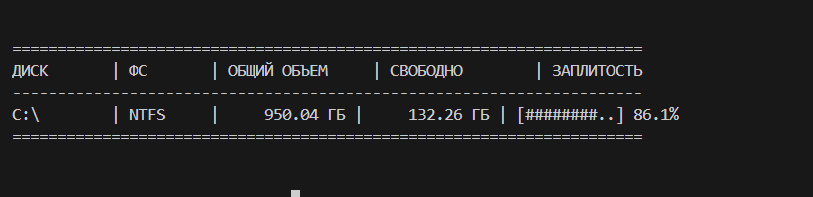 ======================================================================
ДИСК       | ФС       | ОБЩИЙ ОБЪЕМ     | СВОБОДНО        | ЗАПЛИТОСТЬ
----------------------------------------------------------------------
C:\        | NTFS     |     950.04 ГБ |     132.26 ГБ | [########..] 86.1%
======================================================================